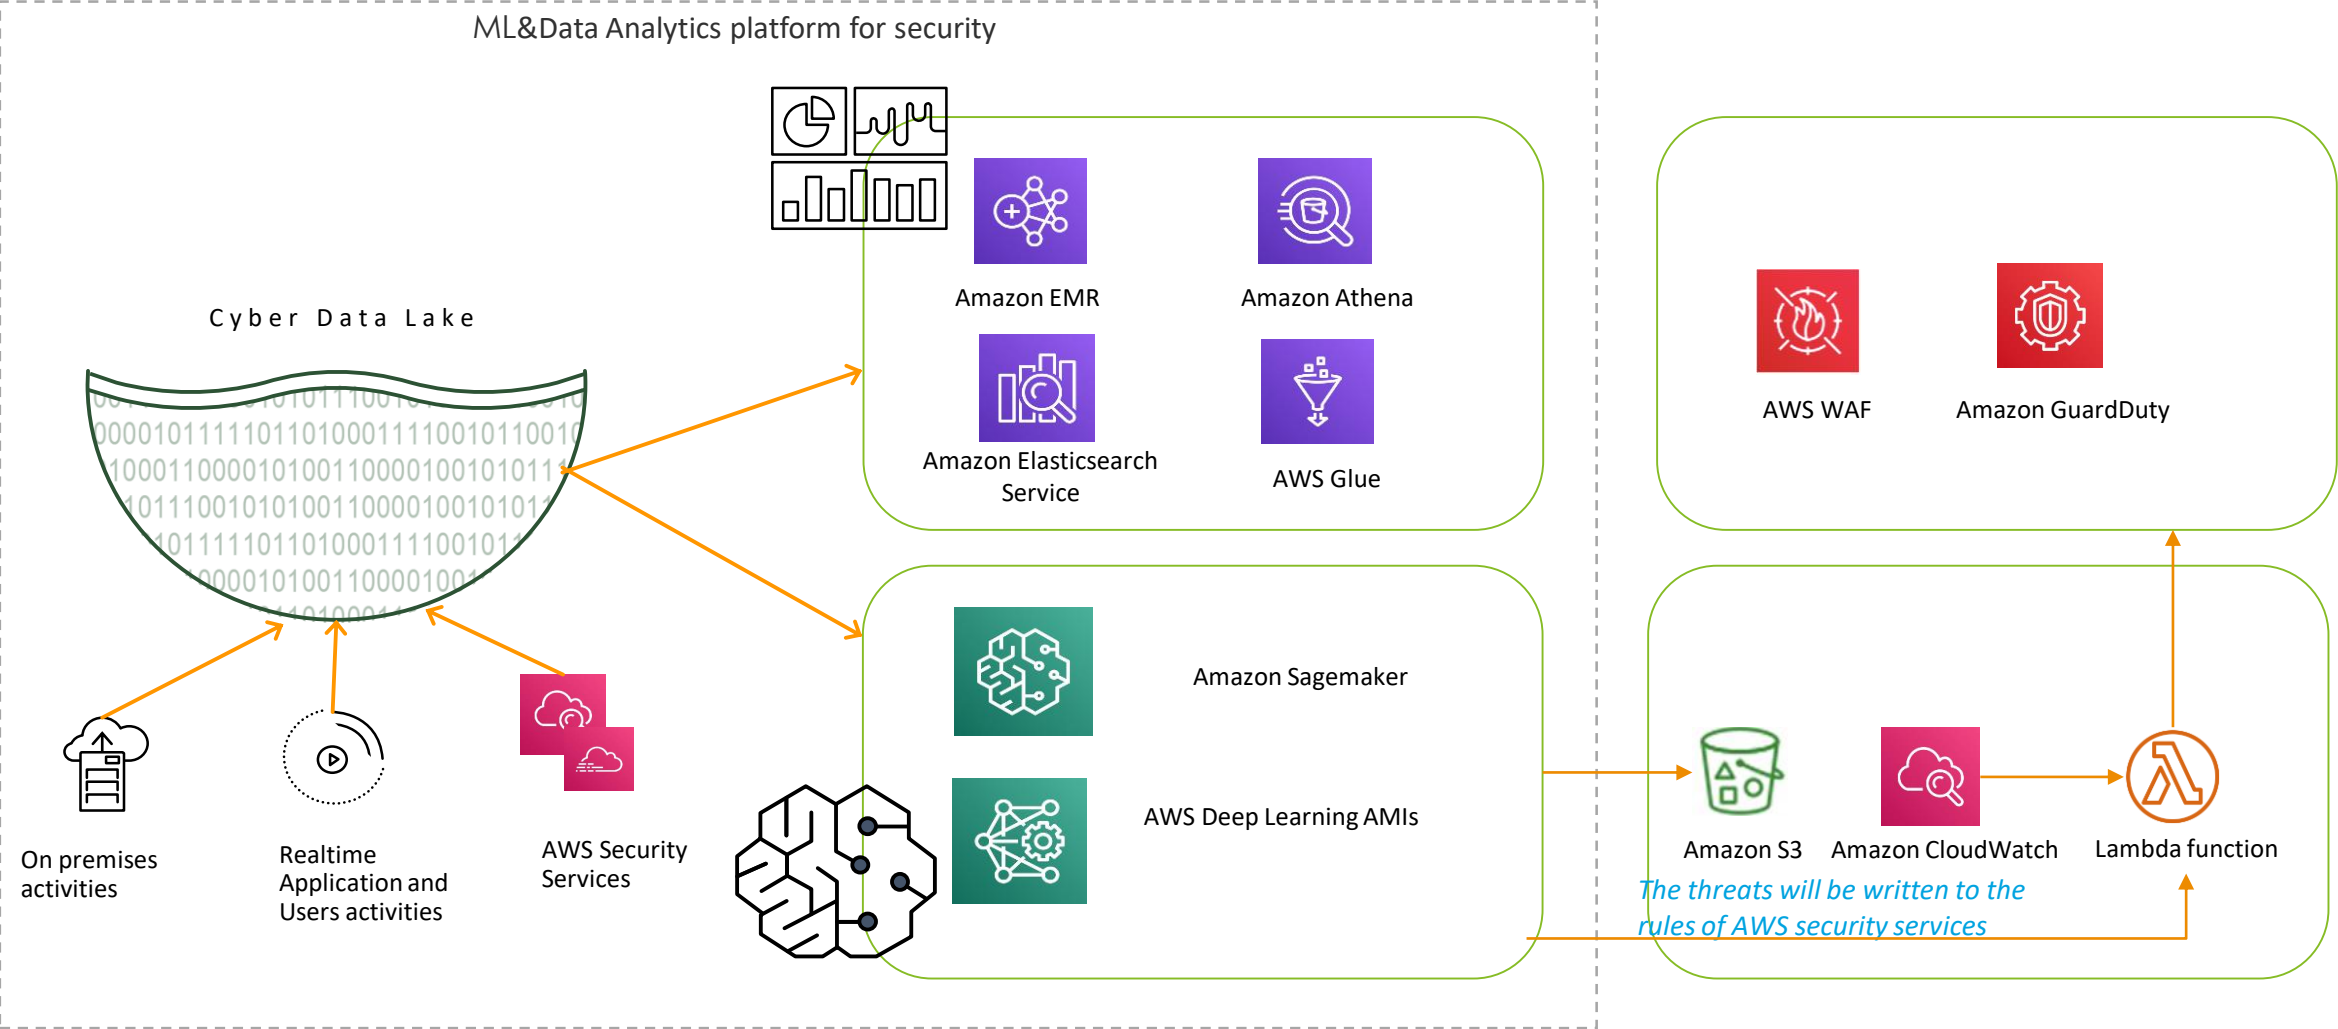 ML&Data Analytics platform for security
Cyber Data Lake
Amazon EMR
Amazon Athena
Amazon Elasticsearch
Service
AWS Glue
AWS WAF
Amazon GuardDuty
Amazon Sagemaker
AWS Deep Learning AMIs
On premises
activities
Realtime
Application and
Users activities
AWS Security
Services
Amazon S3
Amazon CloudWatch
Lambda function
The threats will be written to the
rules of AWS security services